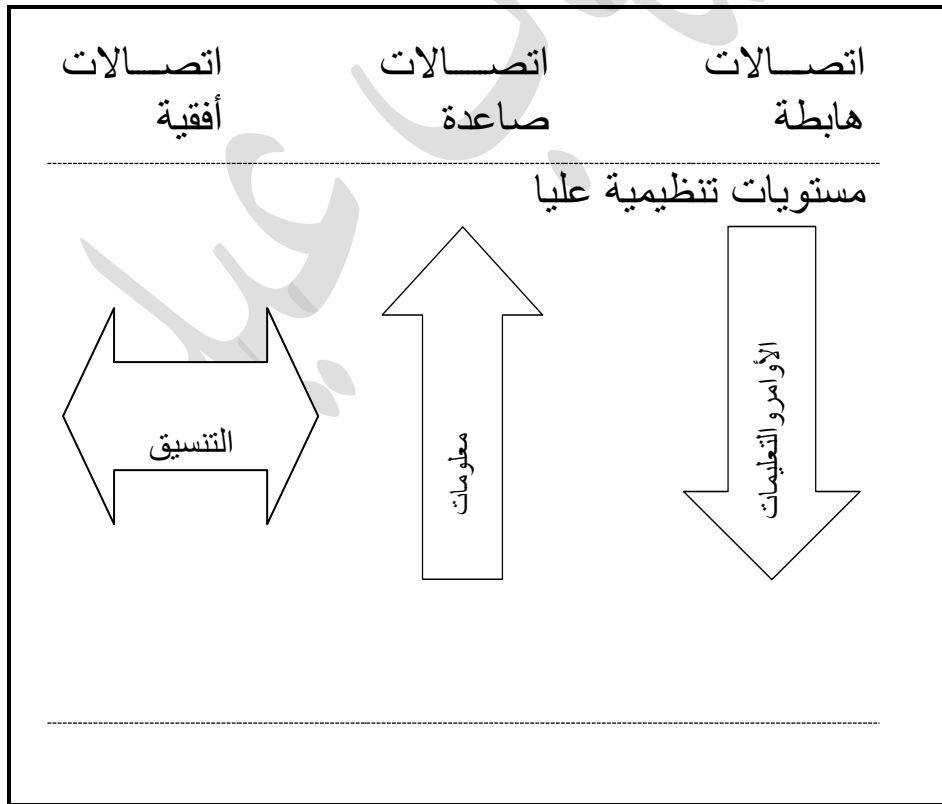 اتصـــالات اتصـــالات اتصـــالات
هابطة صاعدة أفقية
مستويات تنظيمية عليا
الأوامر والتعليمات
معلومات
التنسيق